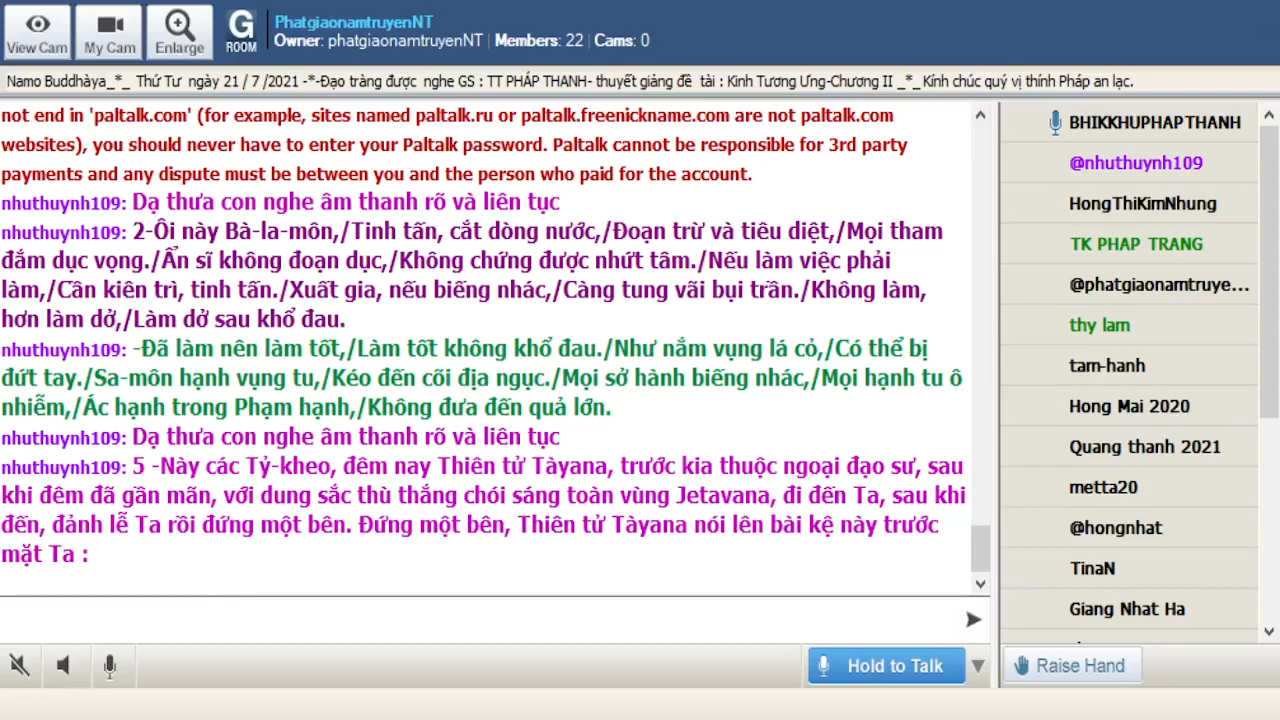 View Cam
My Cam
Enlarge
G
ROOM
PhatgiaonamtruyenNT
Owner: phatgiaonamtruyenNT | Members: 22 | Cams: 0
Namo Buddhàya_*_ Thứ Tư ngày 21 / 7 /2021 -*-Đạo tràng được nghe GS : TT PHÁP THANH- thuyết giảng đề tài : Kinh Tương Ưng-Chương II _*_Kính chúc quý vị thính Pháp an lạc.
not end in 'paltalk.com' (for example, sites named paltalk.ru or paltalk.freenickname.com are not paltalk.com
websites), you should never have to enter your Paltalk password. Paltalk cannot be responsible for 3rd party
payments and any dispute must be between you and the person who paid for the account.
nhuthuynh109: Dạ thưa con nghe âm thanh rõ và liên tục
nhuthuynh109: 2-Ôi này Bà-la-môn,/Tinh tấn, cắt dòng nước,/Đoạn trừ và tiêu diệt,/Mọi tham
đắm dục vọng./Ẩn sĩ không đoạn dục,/Không chứng được nhứt tâm./Nếu làm việc phải
làm,/Cần kiên trì, tinh tấn./Xuất gia, nếu biếng nhác,/Càng tung vãi bụi trần./Không làm,
hơn làm dở,/Làm dở sau khổ đau.
nhuthuynh109: -Đã làm nên làm tốt,/Làm tốt không khổ đau./Như nắm vụng lá cỏ,/Có thể bị
đứt tay./Sa-môn hạnh vụng tu,/Kéo đến cõi địa ngục./Mọi sở hành biếng nhác,/Mọi hạnh tu ô
nhiễm,/Ác hạnh trong Phạm hạnh,/Không đưa đến quả lớn.
nhuthuynh109: Dạ thưa con nghe âm thanh rõ và liên tục
nhuthuynh109: 5 -Này các Tỷ-kheo, đêm nay Thiên tử Tàyana, trước kia thuộc ngoại đạo sư, sau
khi đêm đã gần mãn, với dung sắc thù thắng chói sáng toàn vùng Jetavana, đi đến Ta, sau khi
đến, đảnh lễ Ta rồi đứng một bên. Đứng một bên, Thiên tử Tàyana nói lên bài kệ này trước
mặt Ta :
BHIKKHUPHAPTHANH
@nhuthuynh109
HongThiKimNhung
TK PHAP TRANG
@phatgiaonamtruye...
thy lam
tam-hanh
Hong Mai 2020
Quang thanh 2021
metta20
@hongnhat
TinaN
Giang Nhat Ha
Hold to Talk
Raise Hand